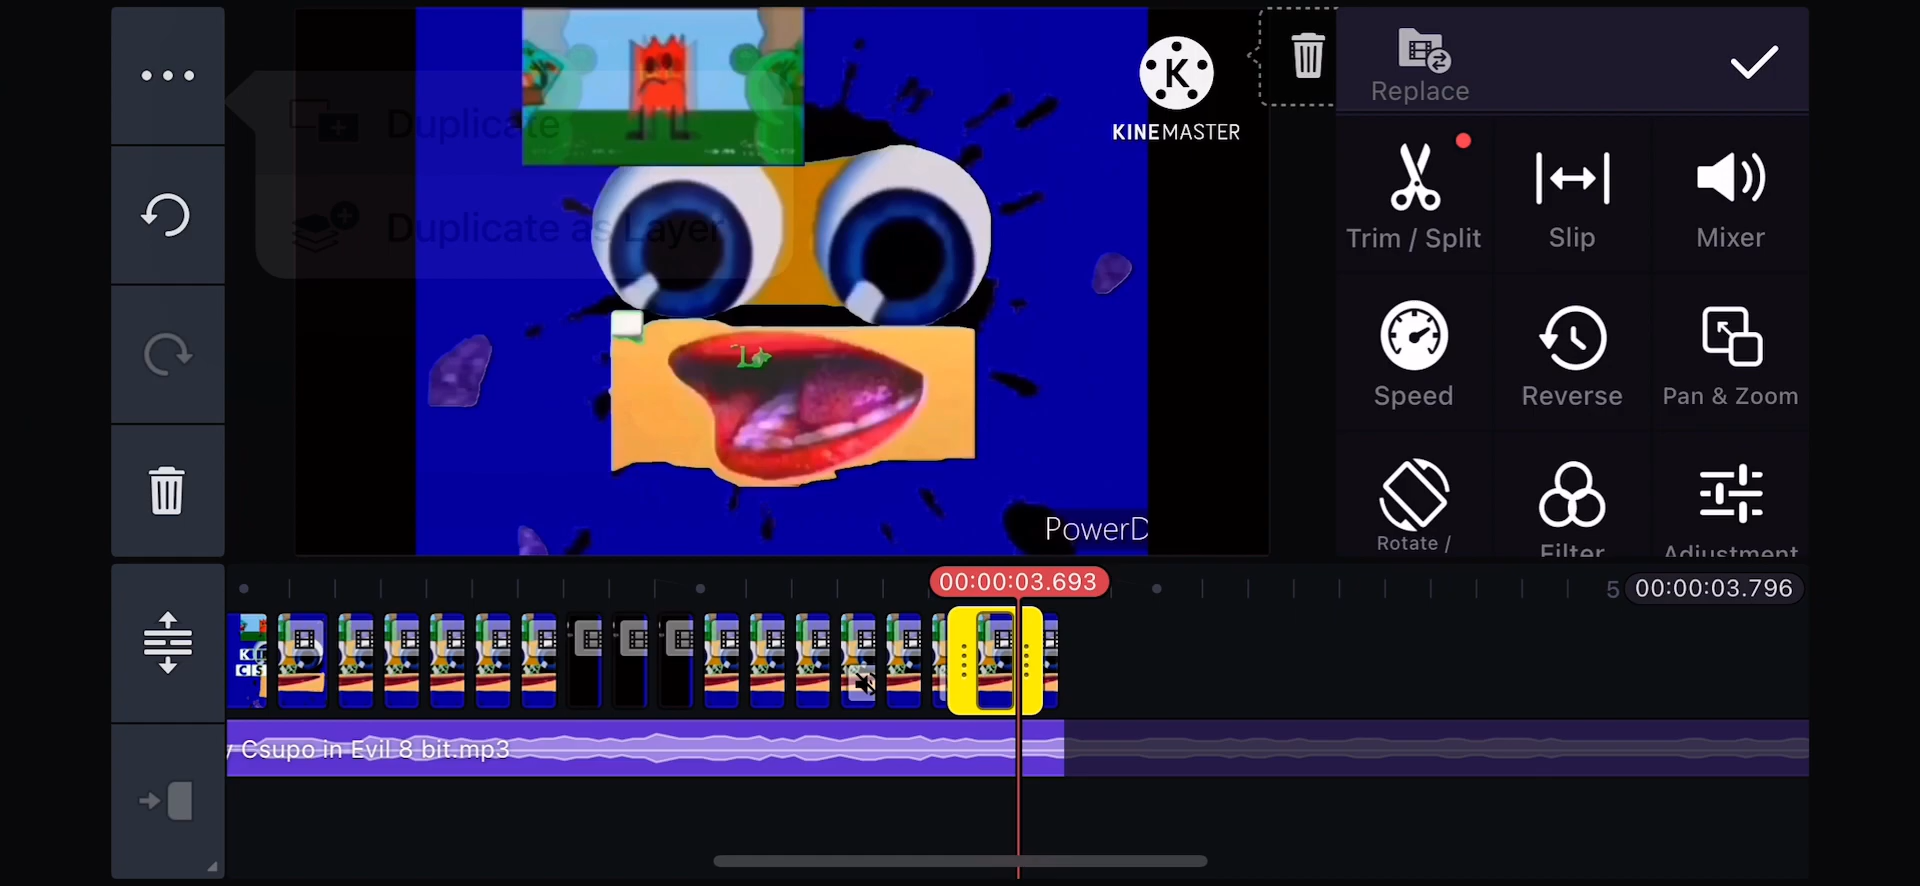 Duplicate
Duplicate as Layer
K
KINEMASTER
PowerD
Replace
Trim / Split
Slip
Mixer
Speed
Reverse
Pan & Zoom
Rotate /
Filter
Adjustment
00:00:03.693
5
00:00:03.796
Csupo in Evil 8 bit.mp3